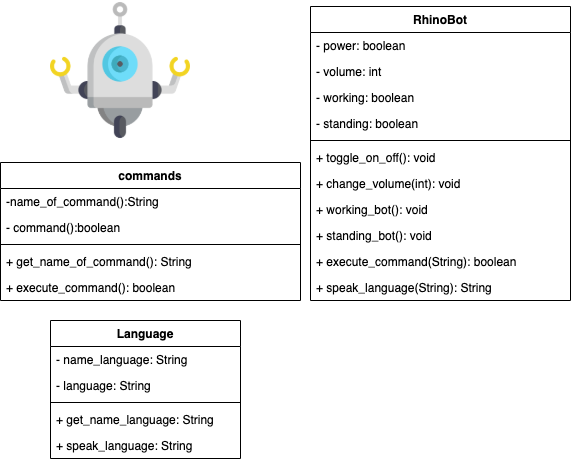 RhinoBot
- power: boolean
- volume: int
- working: boolean
- standing: boolean
+ toggle_on_off(): void
+ change_volume(int): void
+ working_bot(): void
+ standing_bot(): void
+ execute_command(String): boolean
+ speak_language(String): String
commands
-name_of_command():String
- command():boolean
+ get_name_of_command(): String
+ execute_command(): boolean
Language
- name_language: String
- language: String
+ get_name_language: String
+ speak_language: String